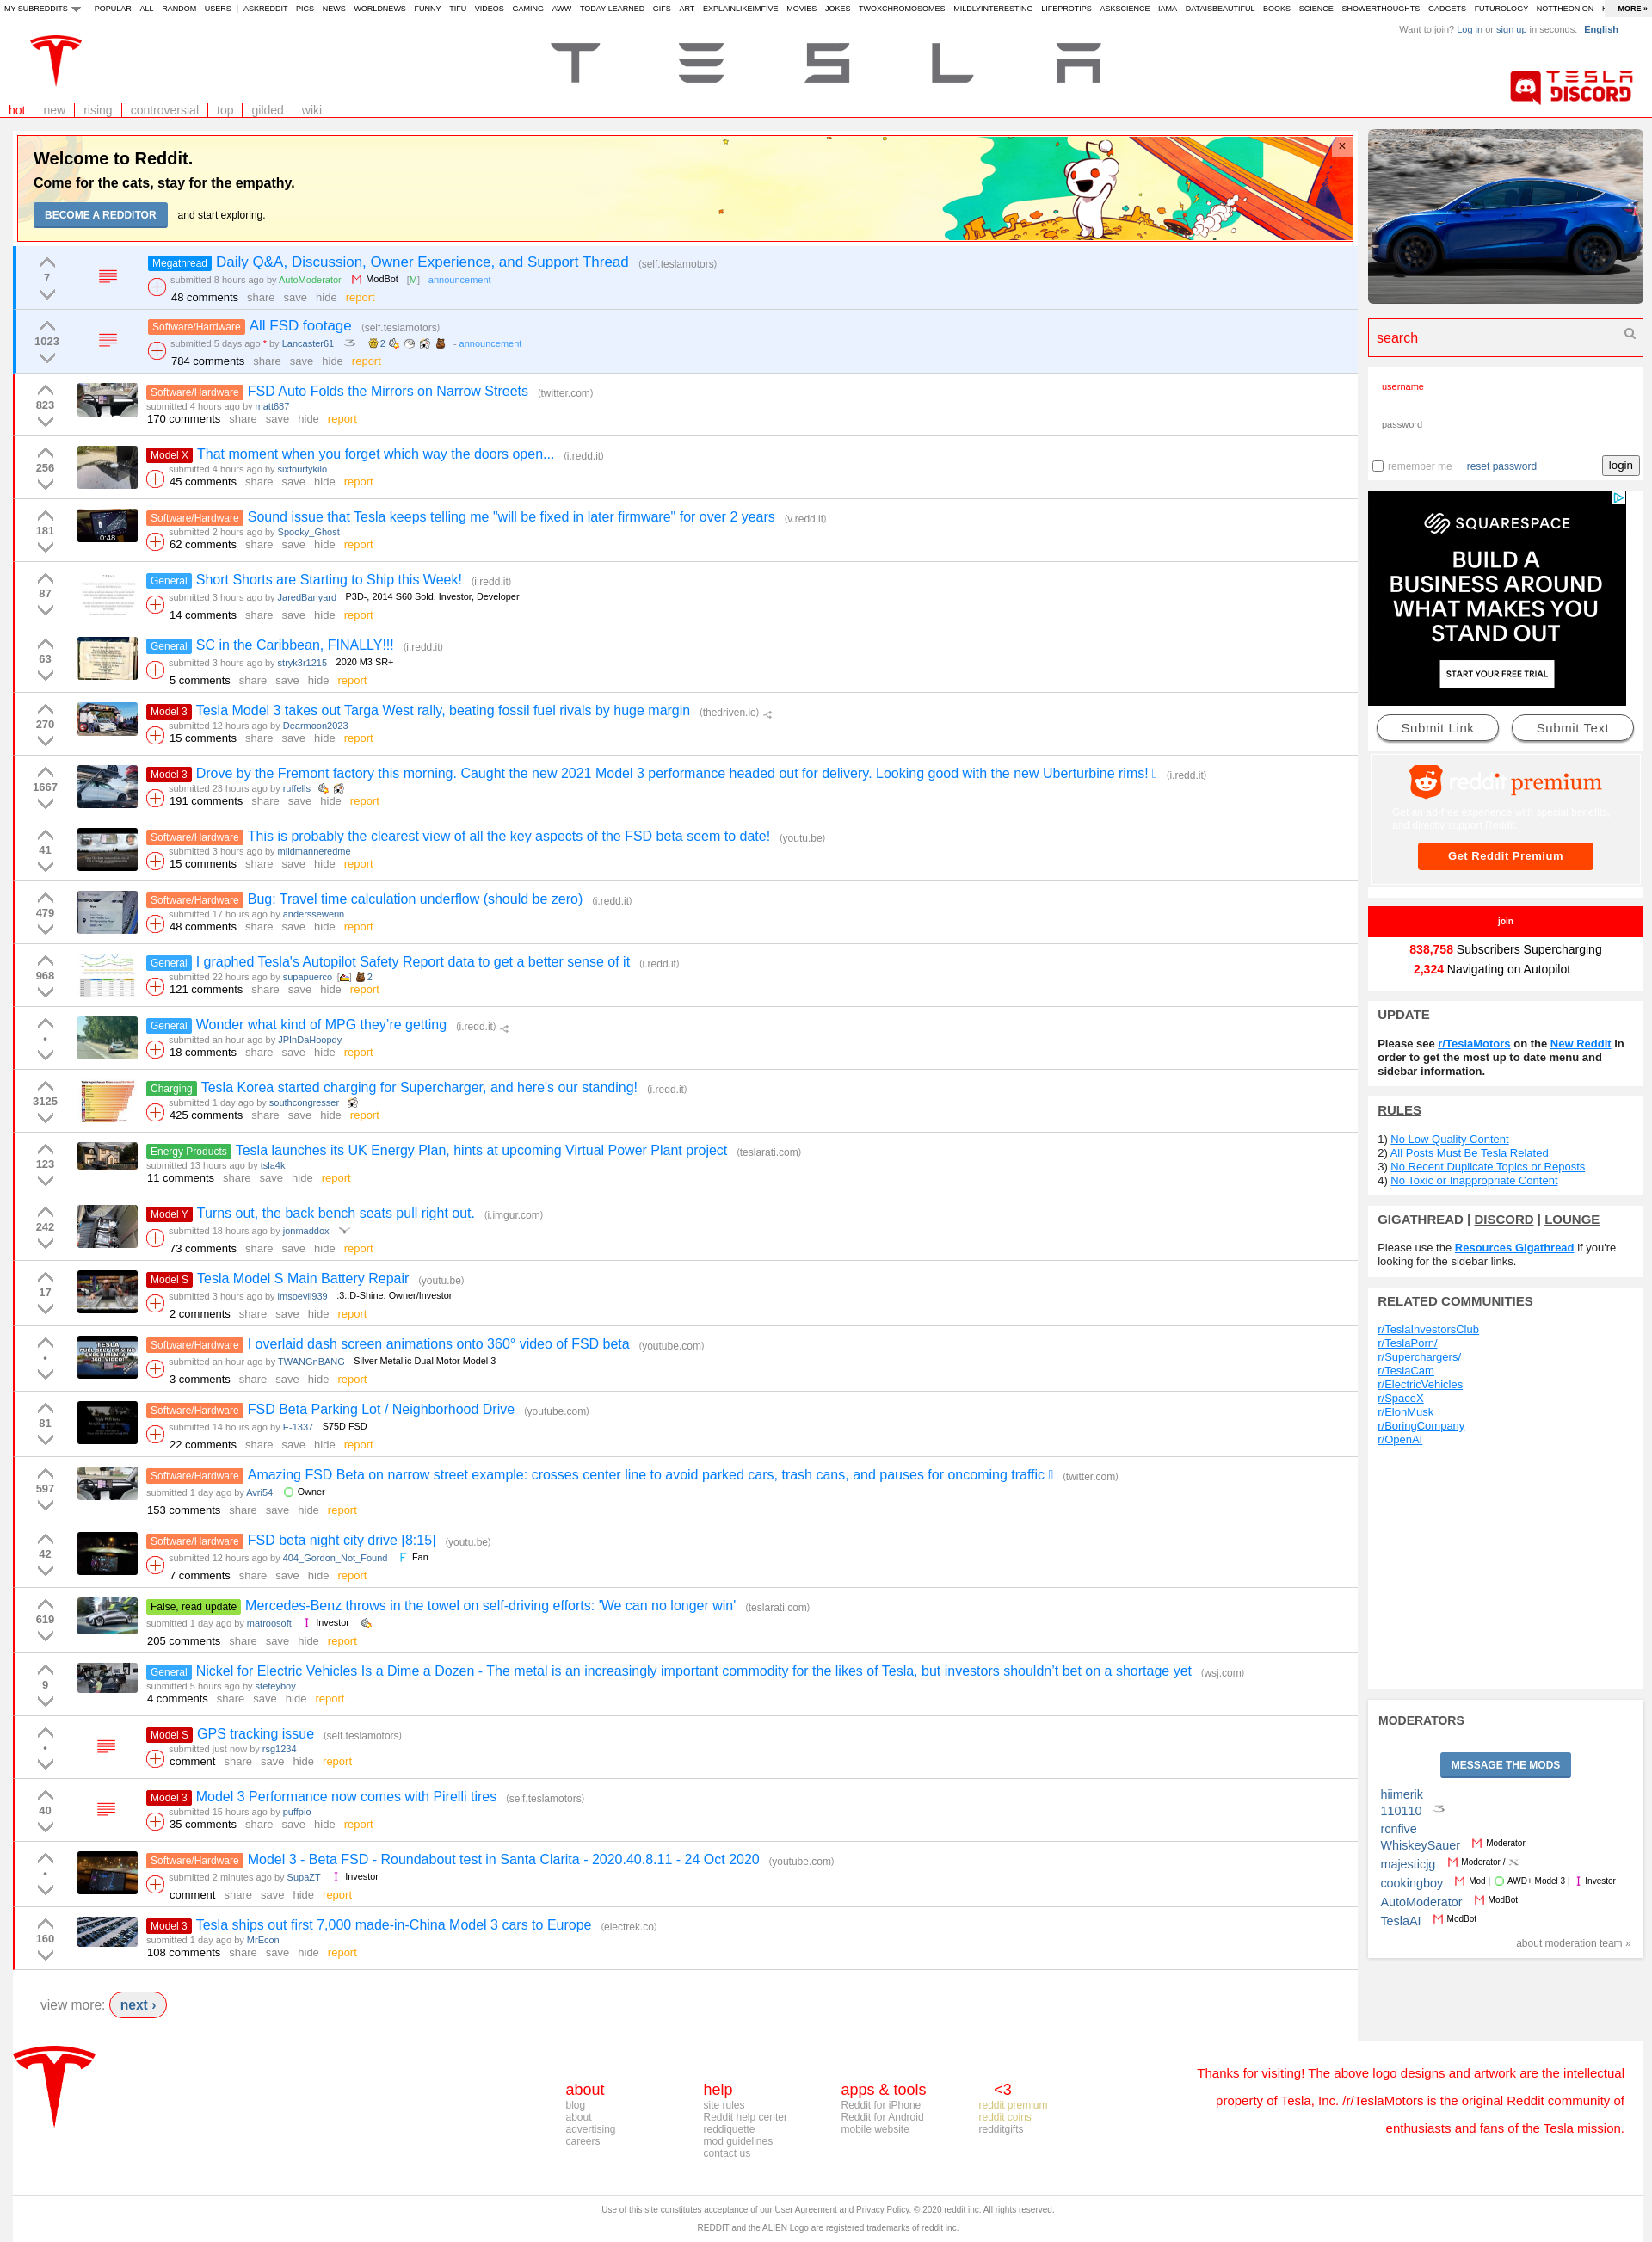 MY SUBREDDITS POPULAR - ALL - RANDOM - USERS | ASKREDDIT - PICS - NEWS - WORLDNEWS - FUNNY - TIFU - VIDEOS - GAMING - AWW - TODAYILEARNED - GIFS - ART - EXPLAINLIKEIMFIVE - MOVIES - JOKES - TWOXCHROMOSOMES - MILDLYINTERESTING - LIFEPROTIPS - ASKSCIENCE - IAMA - DATAISBEAUTIFUL - BOOKS - SCIENCE - SHOWERTHOUGHTS - GADGETS - FUTUROLOGY - NOTTHEONION - MORE »
Want to join? Log in or sign up in seconds. English
TESLA
TESLA DISCORD
hot new rising controversial top gilded wiki
Welcome to Reddit.
Come for the cats, stay for the empathy.
BECOME A REDDITOR and start exploring.
×
7
Megathread Daily Q&A, Discussion, Owner Experience, and Support Thread (self.teslamotors)
submitted 8 hours ago by AutoModerator ModBot [M] - announcement
48 comments share save hide report
1023
Software/Hardware All FSD footage (self.teslamotors)
submitted 5 days ago * by Lancaster61 2 - announcement
784 comments share save hide report
823
Software/Hardware FSD Auto Folds the Mirrors on Narrow Streets (twitter.com)
submitted 4 hours ago by matt687
170 comments share save hide report
256
Model X That moment when you forget which way the doors open... (i.redd.it)
submitted 4 hours ago by sixfourtykilo
45 comments share save hide report
181
0:48
Software/Hardware Sound issue that Tesla keeps telling me "will be fixed in later firmware" for over 2 years (v.redd.it)
submitted 2 hours ago by Spooky_Ghost
62 comments share save hide report
87
General Short Shorts are Starting to Ship this Week! (i.redd.it)
submitted 3 hours ago by JaredBanyard P3D-, 2014 S60 Sold, Investor, Developer
14 comments share save hide report
63
General SC in the Caribbean, FINALLY!!! (i.redd.it)
submitted 3 hours ago by stryk3r1215 2020 M3 SR+
5 comments share save hide report
270
Model 3 Tesla Model 3 takes out Targa West rally, beating fossil fuel rivals by huge margin (thedriven.io)
submitted 12 hours ago by Dearmoon2023
15 comments share save hide report
1667
Model 3 Drove by the Fremont factory this morning. Caught the new 2021 Model 3 performance headed out for delivery. Looking good with the new Uberturbine rims! (i.redd.it)
submitted 23 hours ago by ruffells
191 comments share save hide report
41
Software/Hardware This is probably the clearest view of all the key aspects of the FSD beta seem to date! (youtu.be)
submitted 3 hours ago by mildmanneredme
15 comments share save hide report
479
Software/Hardware Bug: Travel time calculation underflow (should be zero) (i.redd.it)
submitted 17 hours ago by anderssewerin
48 comments share save hide report
968
General I graphed Tesla's Autopilot Safety Report data to get a better sense of it (i.redd.it)
submitted 22 hours ago by supapuerco 2
121 comments share save hide report
•
General Wonder what kind of MPG they’re getting (i.redd.it)
submitted an hour ago by JPInDaHoopdy
18 comments share save hide report
3125
Charging Tesla Korea started charging for Supercharger, and here's our standing! (i.redd.it)
submitted 1 day ago by southcongresser
425 comments share save hide report
123
Energy Products Tesla launches its UK Energy Plan, hints at upcoming Virtual Power Plant project (teslarati.com)
submitted 13 hours ago by tsla4k
11 comments share save hide report
242
Model Y Turns out, the back bench seats pull right out. (i.imgur.com)
submitted 18 hours ago by jonmaddox
73 comments share save hide report
17
Model S Tesla Model S Main Battery Repair (youtu.be)
submitted 3 hours ago by imsoevil939 :3::D-Shine: Owner/Investor
2 comments share save hide report
•
Software/Hardware I overlaid dash screen animations onto 360° video of FSD beta (youtube.com)
submitted an hour ago by TWANGnBANG Silver Metallic Dual Motor Model 3
3 comments share save hide report
81
Software/Hardware FSD Beta Parking Lot / Neighborhood Drive (youtube.com)
submitted 14 hours ago by E-1337 S75D FSD
22 comments share save hide report
597
Software/Hardware Amazing FSD Beta on narrow street example: crosses center line to avoid parked cars, trash cans, and pauses for oncoming traffic (twitter.com)
submitted 1 day ago by Avri54 Owner
153 comments share save hide report
42
Software/Hardware FSD beta night city drive [8:15] (youtu.be)
submitted 12 hours ago by 404_Gordon_Not_Found F Fan
7 comments share save hide report
619
False, read update Mercedes-Benz throws in the towel on self-driving efforts: 'We can no longer win' (teslarati.com)
submitted 1 day ago by matroosoft Investor
205 comments share save hide report
9
General Nickel for Electric Vehicles Is a Dime a Dozen - The metal is an increasingly important commodity for the likes of Tesla, but investors shouldn’t bet on a shortage yet (wsj.com)
submitted 5 hours ago by stefeyboy
4 comments share save hide report
•
Model S GPS tracking issue (self.teslamotors)
submitted just now by rsg1234
comment share save hide report
40
Model 3 Model 3 Performance now comes with Pirelli tires (self.teslamotors)
submitted 15 hours ago by puffpio
35 comments share save hide report
•
Software/Hardware Model 3 - Beta FSD - Roundabout test in Santa Clarita - 2020.40.8.11 - 24 Oct 2020 (youtube.com)
submitted 2 minutes ago by SupaZT Investor
comment share save hide report
160
Model 3 Tesla ships out first 7,000 made-in-China Model 3 cars to Europe (electrek.co)
submitted 1 day ago by MrEcon
108 comments share save hide report
view more: next ›
search
username
password
remember me reset password login
SQUARESPACE
BUILD A
BUSINESS AROUND
WHAT MAKES YOU
STAND OUT
START YOUR FREE TRIAL
Submit Link Submit Text
reddit premium
Get an ad-free experience with special benefits,
and directly support Reddit.
Get Reddit Premium
join
838,758 Subscribers Supercharging
2,324 Navigating on Autopilot
UPDATE
Please see r/TeslaMotors on the New Reddit in
order to get the most up to date menu and
sidebar information.
RULES
1) No Low Quality Content
2) All Posts Must Be Tesla Related
3) No Recent Duplicate Topics or Reposts
4) No Toxic or Inappropriate Content
GIGATHREAD | DISCORD | LOUNGE
Please use the Resources Gigathread if you're
looking for the sidebar links.
RELATED COMMUNITIES
r/TeslaInvestorsClub
r/TeslaPorn/
r/Superchargers/
r/TeslaCam
r/ElectricVehicles
r/SpaceX
r/ElonMusk
r/BoringCompany
r/OpenAI
MODERATORS
MESSAGE THE MODS
hiimerik
110110
rcnfive
WhiskeySauer Moderator
majesticjg Moderator /
cookingboy Mod | AWD+ Model 3 | Investor
AutoModerator ModBot
TeslaAI ModBot
about moderation team »
about
blog
about
advertising
careers
help
site rules
Reddit help center
reddiquette
mod guidelines
contact us
apps & tools
Reddit for iPhone
Reddit for Android
mobile website
<3
reddit premium
reddit coins
redditgifts
Thanks for visiting! The above logo designs and artwork are the intellectual
property of Tesla, Inc. /r/TeslaMotors is the original Reddit community of
enthusiasts and fans of the Tesla mission.
Use of this site constitutes acceptance of our User Agreement and Privacy Policy. © 2020 reddit inc. All rights reserved.
REDDIT and the ALIEN Logo are registered trademarks of reddit inc.